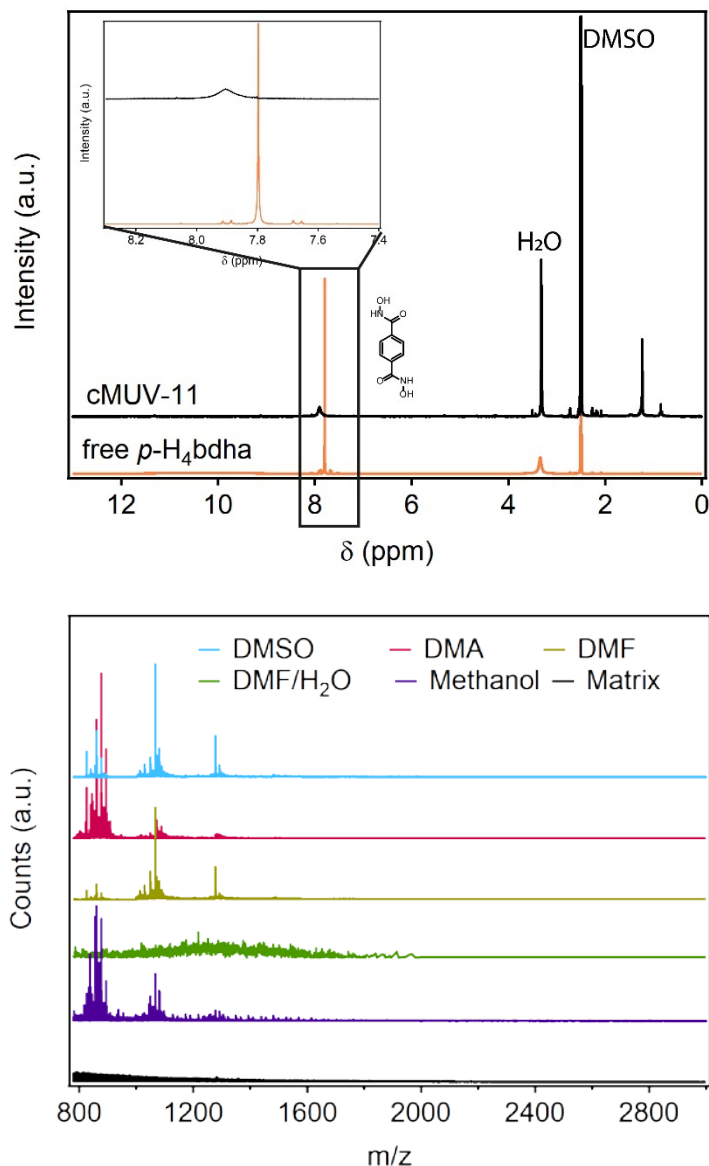 DMSO
Intensity (a.u.)
8.2 8.0 7.8 7.6 7.4
δ (ppm)
H₂O
OH
HN O
O NH
OH
Intensity (a.u.)
cMUV-11
free p-H₄bdha
12 10 8 6 4 2 0
δ (ppm)
DMSO DMA DMF
DMF/H₂O Methanol Matrix
Counts (a.u.)
800 1200 1600 2000 2400 2800
m/z